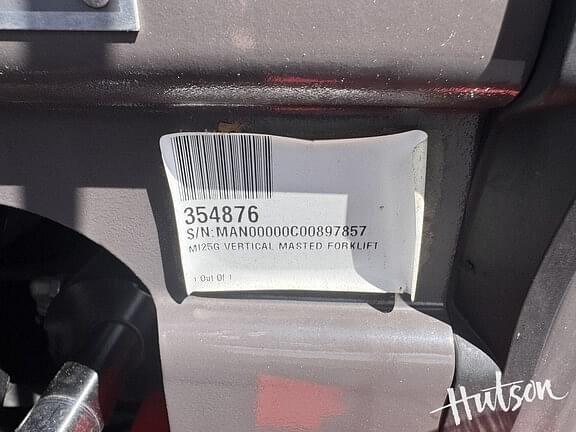 354876
S/N:MAN00000C00897857
MI25G VERTICAL MASTED FORKLIFT
1 Out Of 1
Hutson